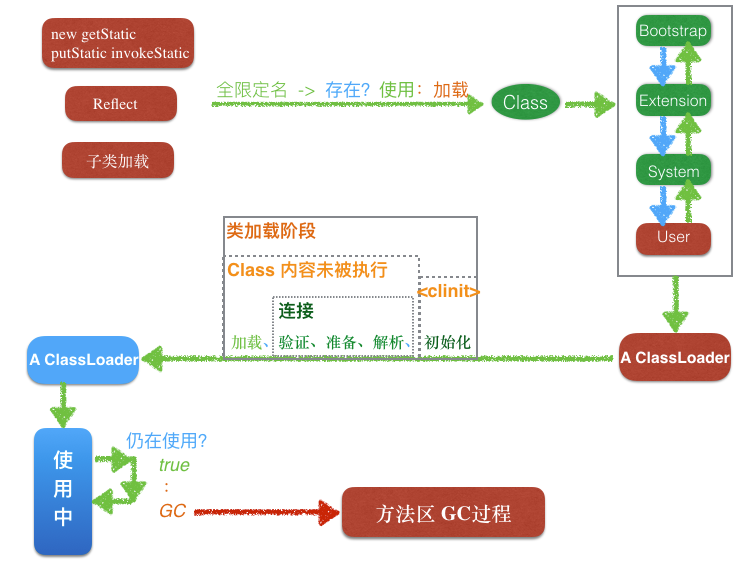 new getStatic
putStatic invokeStatic
Reflect
子类加载
全限定名 -> 存在? 使用: 加载
Class
Bootstrap
Extension
System
User
类加载阶段
Class 内容未被执行
<clinit>
连接
加载、验证、准备、解析、初始化
A ClassLoader
A ClassLoader
使
用
中
仍在使用?
true
:
GC
方法区 GC过程